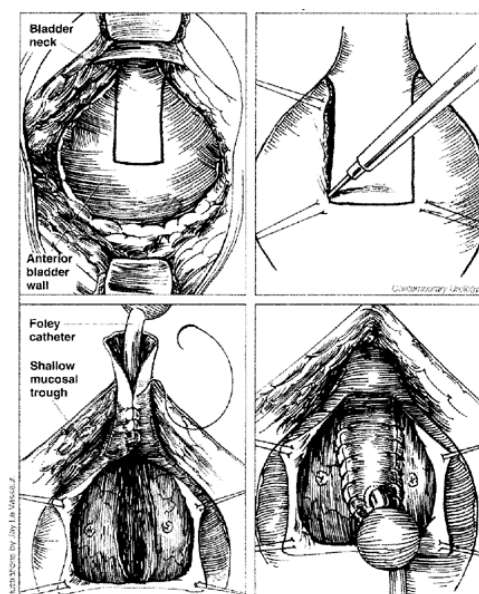 Bladder
neck
Anterior
bladder
wall
Contemporary Urology
Foley
catheter
Shallow
mucosal
trough
Illustrations by Jay Le Vasseur